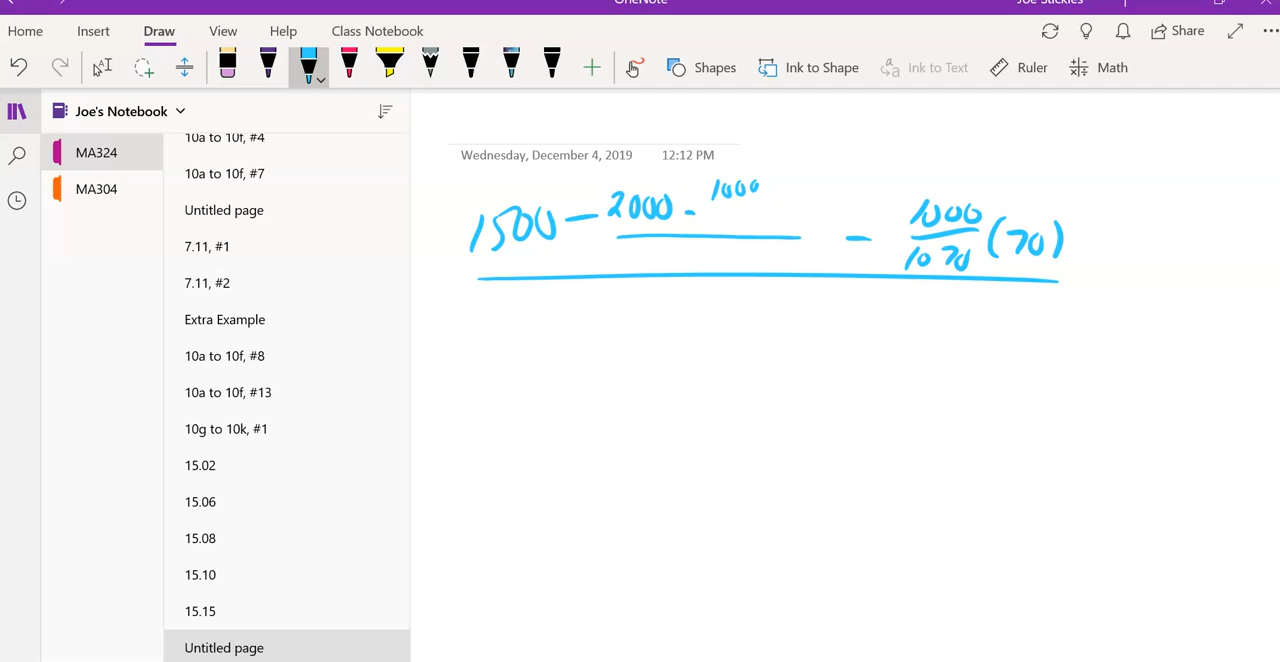 OneNote
Joe Stickles
Home Insert Draw View Help Class Notebook Share
Shapes Ink to Shape Ink to Text Ruler Math
Joe's Notebook
MA324
MA304
10a to 10f, #4
10a to 10f, #7
Untitled page
7.11, #1
7.11, #2
Extra Example
10a to 10f, #8
10a to 10f, #13
10g to 10k, #1
15.02
15.06
15.08
15.10
15.15
Untitled page
Wednesday, December 4, 2019 12:12 PM
1500 - 2000 - 1000 - 1000/1070 (70)